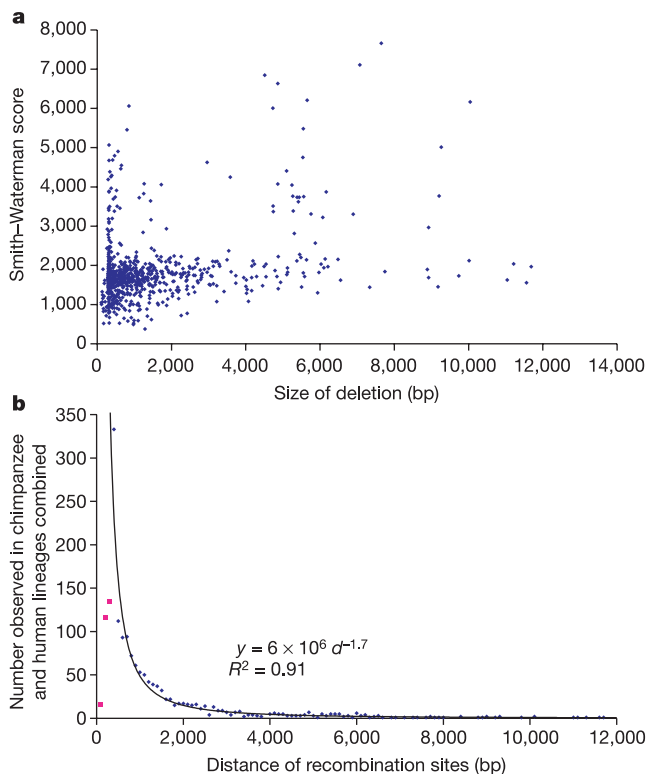 a
8,000
7,000
6,000
5,000
4,000
3,000
2,000
1,000
0
Smith–Waterman score
0 2,000 4,000 6,000 8,000 10,000 12,000 14,000
Size of deletion (bp)
b
350
300
250
200
150
100
50
0
Number observed in chimpanzee
and human lineages combined
y = 6 × 10⁶ d⁻¹·⁷
R² = 0.91
0 2,000 4,000 6,000 8,000 10,000 12,000
Distance of recombination sites (bp)